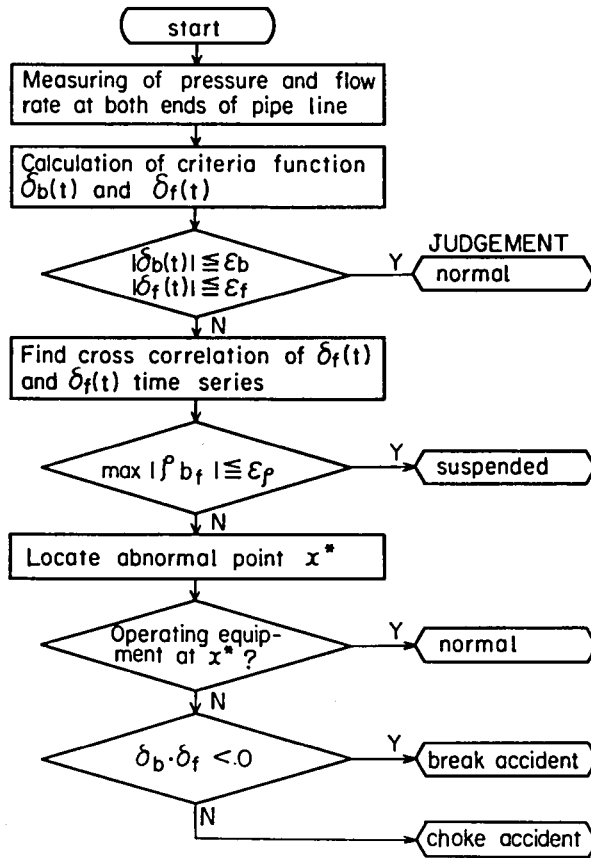 start
Measuring of pressure and flow
rate at both ends of pipe line
Calculation of criteria function
δb(t) and δf(t)
|δb(t)| ≦ εb
|δf(t)| ≦ εf
Y
JUDGEMENT
normal
N
Find cross correlation of δf(t)
and δf(t) time series
max |ρ bf | ≦ ερ
Y
suspended
N
Locate abnormal point x*
Operating equip-
ment at x* ?
Y
normal
N
δb · δf < .0
Y
break accident
N
choke accident